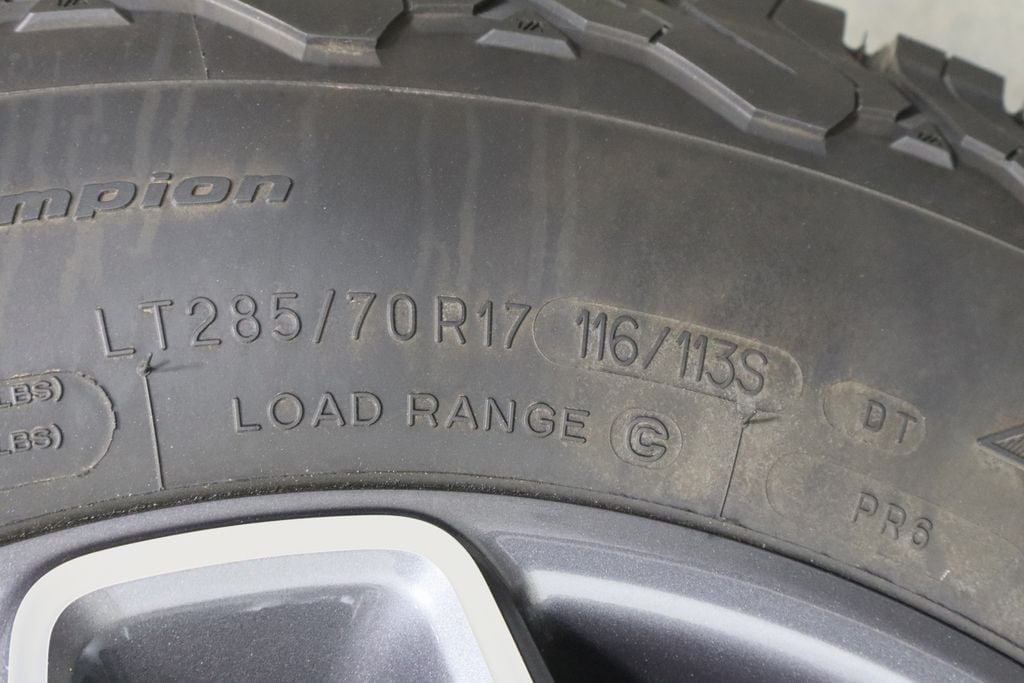 mpion
LT285/70R17 116/113S
LBS)
LBS)
LOAD RANGE C
DT
PR6